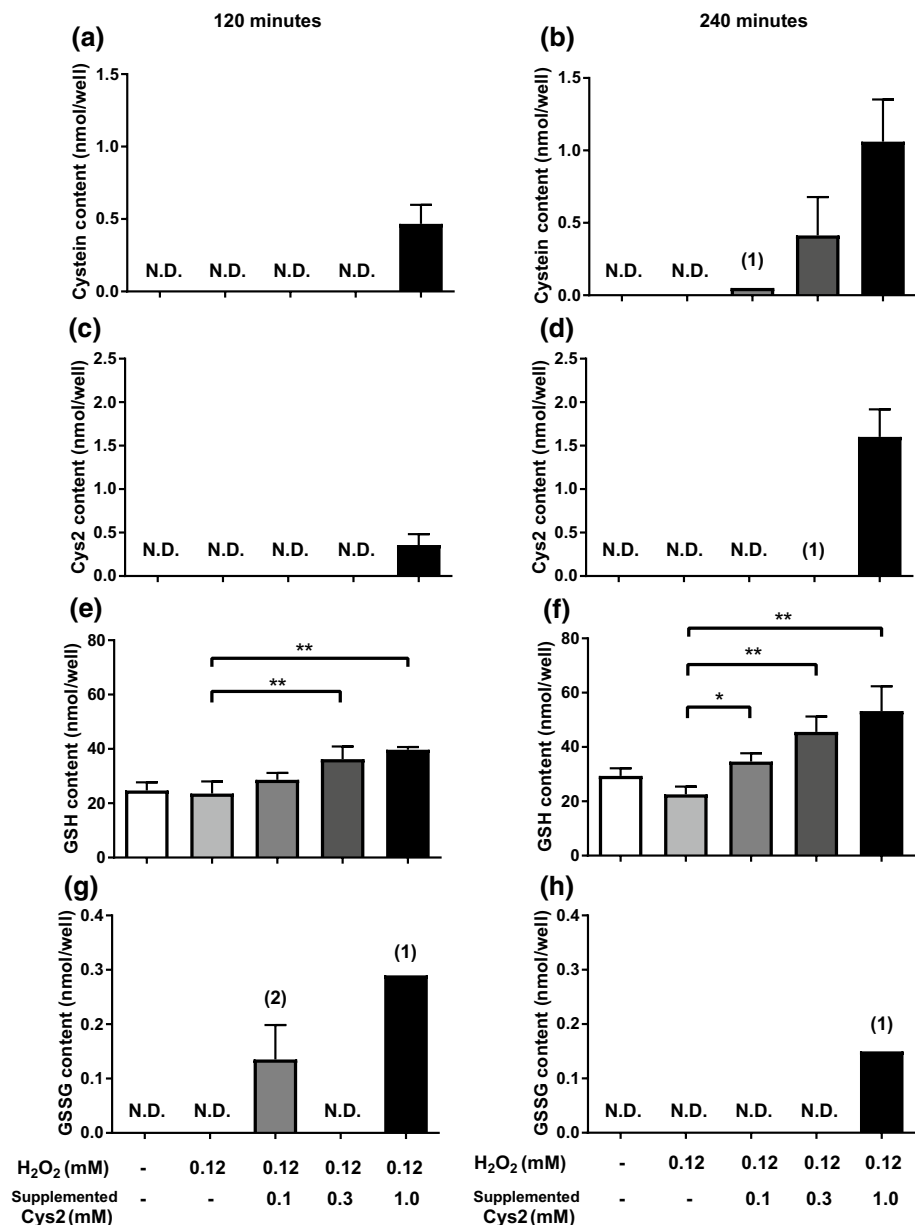 120 minutes
240 minutes
(a)
Cystein content (nmol/well)
1.5
1.0
0.5
0.0
N.D. N.D. N.D. N.D.
(b)
Cystein content (nmol/well)
1.5
1.0
0.5
0.0
N.D. N.D. (1)
(c)
Cys2 content (nmol/well)
2.5
2.0
1.5
1.0
0.5
0.0
N.D. N.D. N.D. N.D.
(d)
Cys2 content (nmol/well)
2.5
2.0
1.5
1.0
0.5
0.0
N.D. N.D. N.D. (1)
(e)
GSH content (nmol/well)
80
60
40
20
0
**
**
(f)
GSH content (nmol/well)
80
60
40
20
0
**
**
*
(g)
GSSG content (nmol/well)
0.4
0.3
0.2
0.1
0.0
N.D. N.D. (2) N.D. (1)
(h)
GSSG content (nmol/well)
0.4
0.3
0.2
0.1
0.0
N.D. N.D. N.D. N.D. (1)
H₂O₂ (mM) - 0.12 0.12 0.12 0.12
Supplemented - - 0.1 0.3 1.0
Cys2 (mM)
H₂O₂ (mM) - 0.12 0.12 0.12 0.12
Supplemented - - 0.1 0.3 1.0
Cys2 (mM)